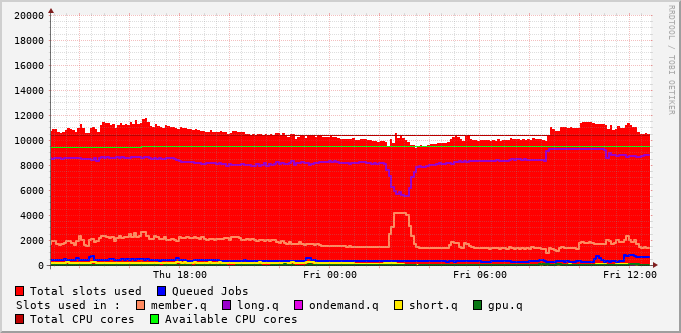 20000
18000
16000
14000
12000
10000
8000
6000
4000
2000
0
Thu 18:00 Fri 00:00 Fri 06:00 Fri 12:00
Total slots used Queued Jobs
Slots used in : member.q long.q ondemand.q short.q gpu.q
Total CPU cores Available CPU cores
RRDTOOL / TOBI OETIKER